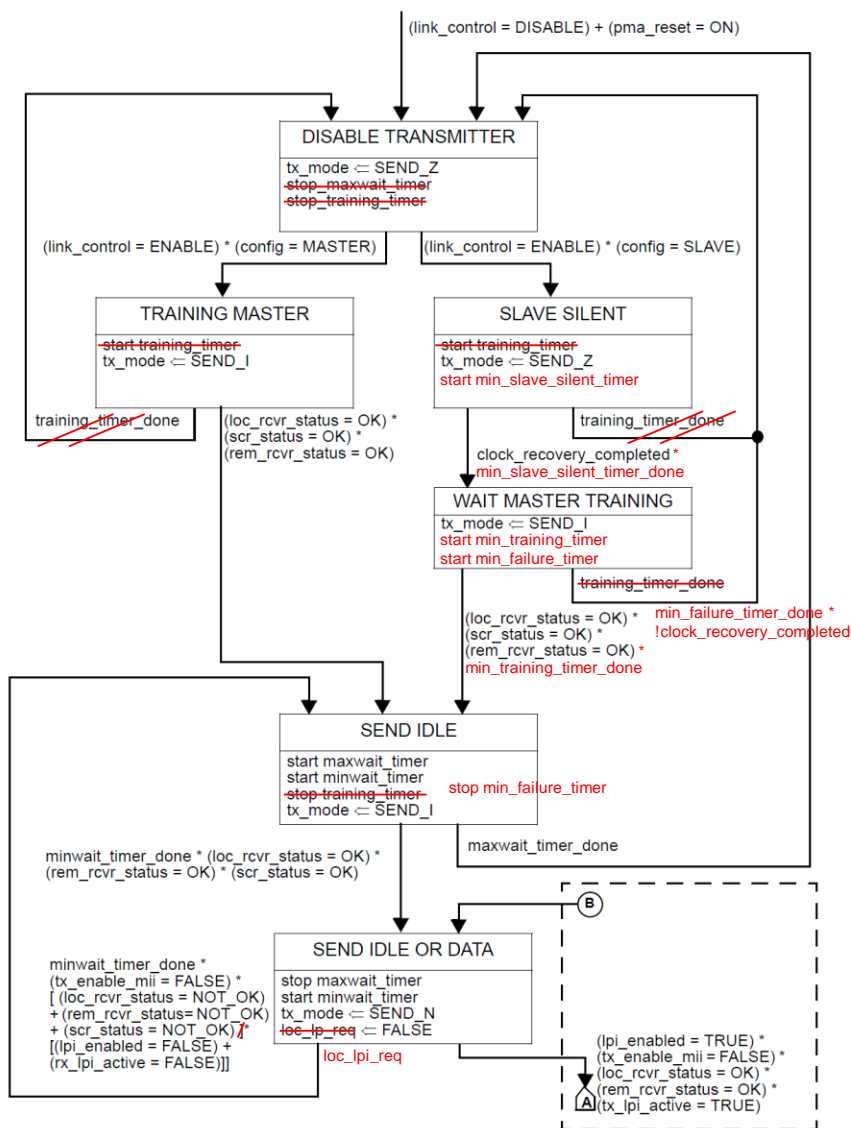 (link_control = DISABLE) + (pma_reset = ON)
DISABLE TRANSMITTER
tx_mode ⇐ SEND_Z
stop_maxwait_timer
stop_training_timer
(link_control = ENABLE) * (config = MASTER)
(link_control = ENABLE) * (config = SLAVE)
TRAINING MASTER
start training_timer
tx_mode ⇐ SEND_I
training_timer_done
(loc_rcvr_status = OK) *
(scr_status = OK) *
(rem_rcvr_status = OK)
SLAVE SILENT
start training_timer
tx_mode ⇐ SEND_Z
start min_slave_silent_timer
training_timer_done
clock_recovery_completed *
min_slave_silent_timer_done
WAIT MASTER TRAINING
tx_mode ⇐ SEND_I
start min_training_timer
start min_failure_timer
training_timer_done
min_failure_timer_done *
!clock_recovery_completed
(loc_rcvr_status = OK) *
(scr_status = OK) *
(rem_rcvr_status = OK) *
min_training_timer_done
SEND IDLE
start maxwait_timer
start minwait_timer
stop training_timer
tx_mode ⇐ SEND_I
stop min_failure_timer
maxwait_timer_done
minwait_timer_done * (loc_rcvr_status = OK) *
(rem_rcvr_status = OK) * (scr_status = OK)
B
SEND IDLE OR DATA
stop maxwait_timer
start minwait_timer
tx_mode ⇐ SEND_N
loc_lp_req ⇐ FALSE
loc_lpi_req
minwait_timer_done *
(tx_enable_mii = FALSE) *
[ (loc_rcvr_status = NOT_OK)
+ (rem_rcvr_status= NOT_OK)
+ (scr_status = NOT_OK) ]*
[(lpi_enabled = FALSE) +
(rx_lpi_active = FALSE)]]
(lpi_enabled = TRUE) *
(tx_enable_mii = FALSE) *
(loc_rcvr_status = OK) *
(rem_rcvr_status = OK) *
(tx_lpi_active = TRUE)
A